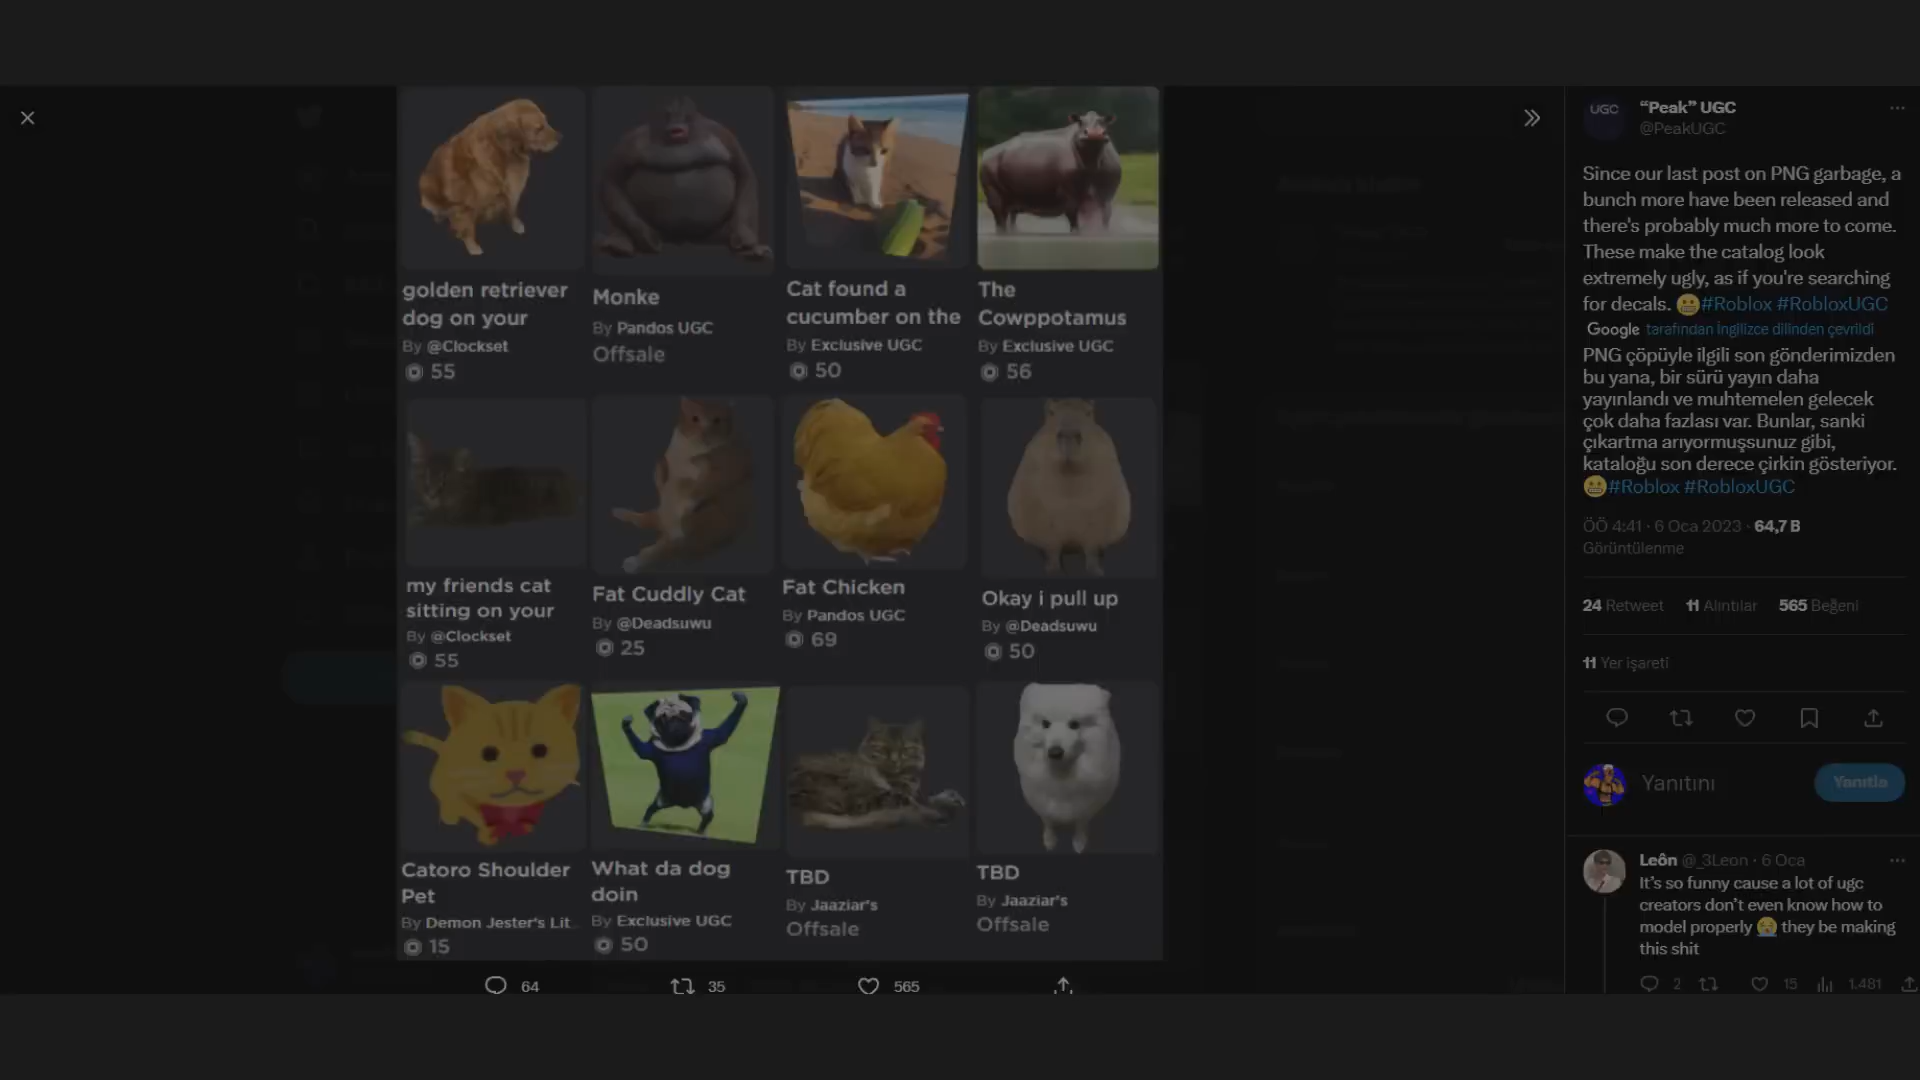 golden retriever
dog on your
By @Clockset
55
Monke
By Pandos UGC
Offsale
Cat found a
cucumber on the
By Exclusive UGC
50
The
Cowppotamus
By Exclusive UGC
56
my friends cat
sitting on your
By @Clockset
55
Fat Cuddly Cat
By @Deadsuwu
25
Fat Chicken
By Pandos UGC
69
Okay i pull up
By @Deadsuwu
50
Catoro Shoulder
Pet
By Demon Jester's Lit...
15
What da dog
doin
By Exclusive UGC
50
TBD
By Jaaziar's
Offsale
TBD
By Jaaziar's
Offsale
64
35
565
UGC
“Peak” UGC
@PeakUGC
Since our last post on PNG garbage, a
bunch more have been released and
there's probably much more to come.
These make the catalog look
extremely ugly, as if you're searching
for decals. 😬#Roblox #RobloxUGC
Google tarafından İngilizce dilinden çevrildi
PNG çöpüyle ilgili son gönderimizden
bu yana, bir sürü yayın daha
yayınlandı ve muhtemelen gelecek
çok daha fazlası var. Bunlar, sanki
çıkartma arıyormuşsunuz gibi,
kataloğu son derece çirkin gösteriyor.
😬#Roblox #RobloxUGC
ÖÖ 4:41 · 6 Oca 2023 · 64,7 B
Görüntülenme
24 Retweet 11 Alıntılar 565 Beğeni
11 Yer işareti
Yanıtını
Yanıtla
Leôn @_3Leon · 6 Oca
It's so funny cause a lot of ugc
creators don't even know how to
model properly 😭 they be making
this shit
2
15
1.481